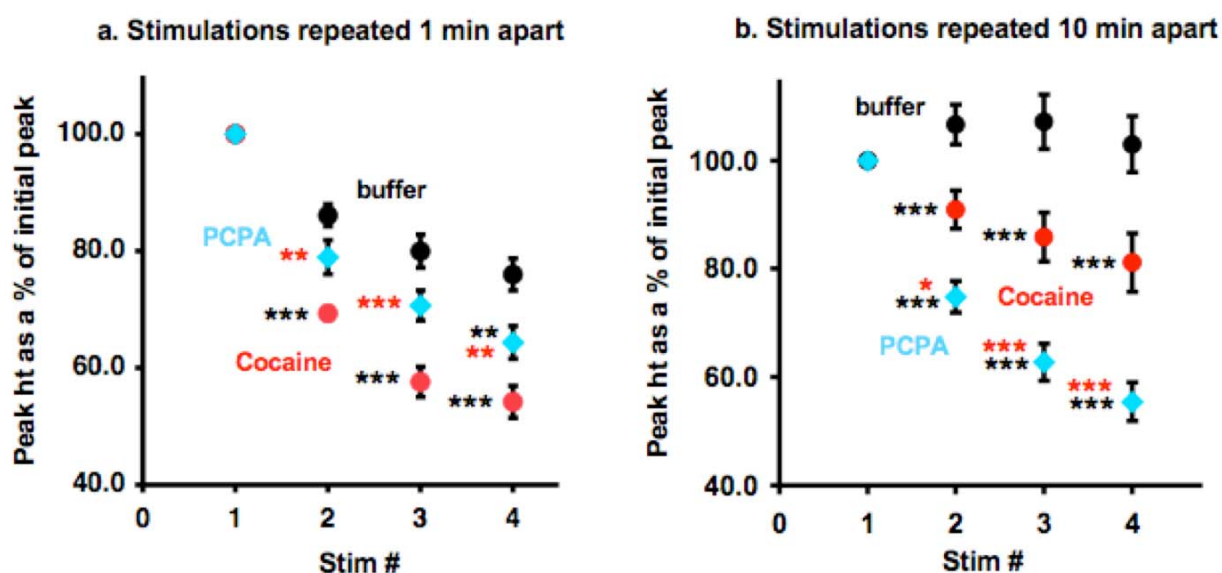 a. Stimulations repeated 1 min apart
Peak ht as a % of initial peak
100.0
80.0
60.0
40.0
buffer
PCPA
**
***
***
**
**
Cocaine
***
***
0
1
2
3
4
Stim #
b. Stimulations repeated 10 min apart
Peak ht as a % of initial peak
100.0
80.0
60.0
40.0
buffer
***
***
***
*
***
Cocaine
PCPA
***
***
***
***
0
1
2
3
4
Stim #